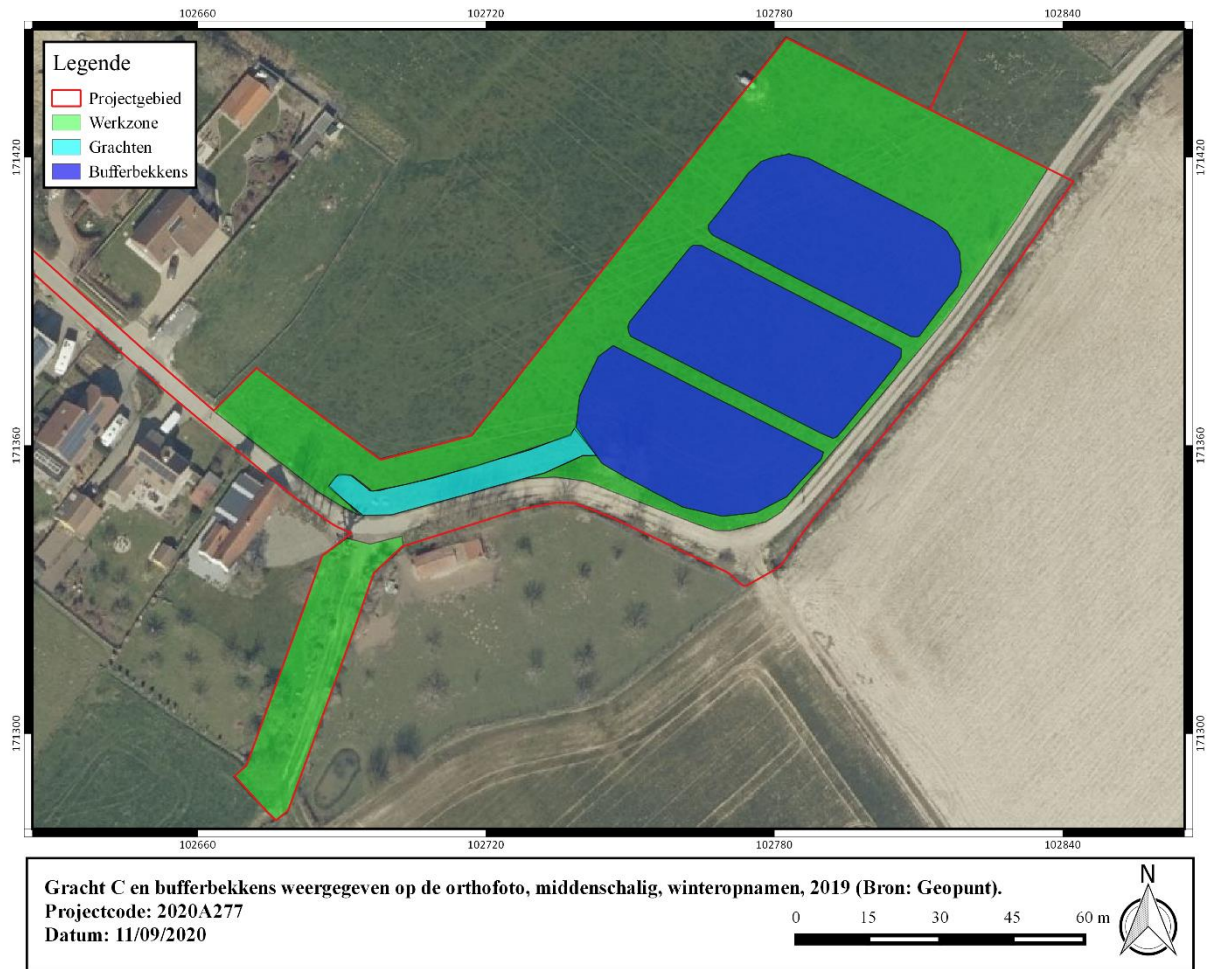 102660 102720 102780 102840
Legende
Projectgebied
Werkzone
Grachten
Bufferbekkens
171420 171420
171360 171360
171300 171300
102660 102720 102780 102840
Gracht C en bufferbekkens weergegeven op de orthofoto, middenschalig, winteropnamen, 2019 (Bron: Geopunt).
Projectcode: 2020A277
Datum: 11/09/2020
0 15 30 45 60 m
N